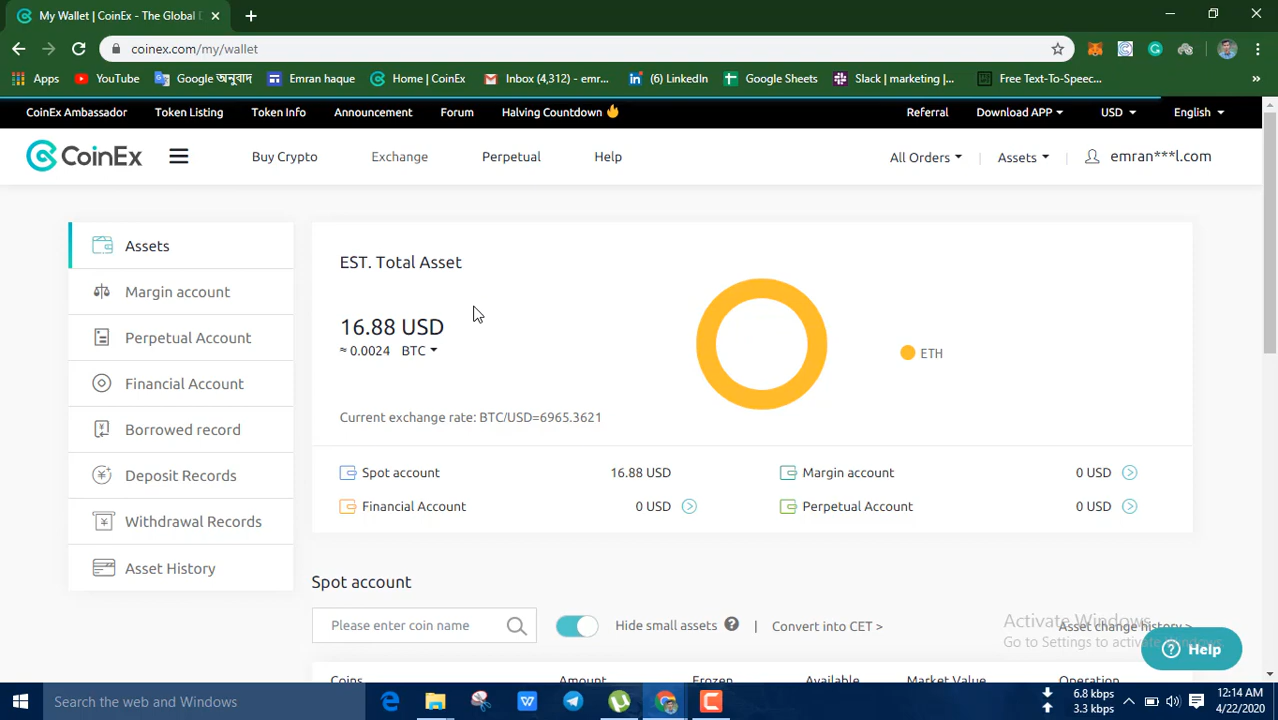 My Wallet | CoinEx - The Global D
coinex.com/my/wallet
Apps YouTube Google অনুবাদ Emran haque Home | CoinEx Inbox (4,312) - emr... (6) LinkedIn Google Sheets Slack | marketing |... Free Text-To-Speec... »
CoinEx Ambassador Token Listing Token Info Announcement Forum Halving Countdown Referral Download APP USD English
CoinEx Buy Crypto Exchange Perpetual Help All Orders Assets emran***l.com
Assets
Margin account
Perpetual Account
Financial Account
Borrowed record
Deposit Records
Withdrawal Records
Asset History
EST. Total Asset
16.88 USD
≈ 0.0024 BTC
ETH
Current exchange rate: BTC/USD=6965.3621
Spot account 16.88 USD Margin account 0 USD
Financial Account 0 USD Perpetual Account 0 USD
Spot account
Please enter coin name Hide small assets ? | Convert into CET > Asset change history >
Activate Windows
Go to Settings to activate Windows.
Help
Coins Amount Frozen Available Market Value Operation
Search the web and Windows
6.8 kbps
3.3 kbps
12:14 AM
4/22/2020